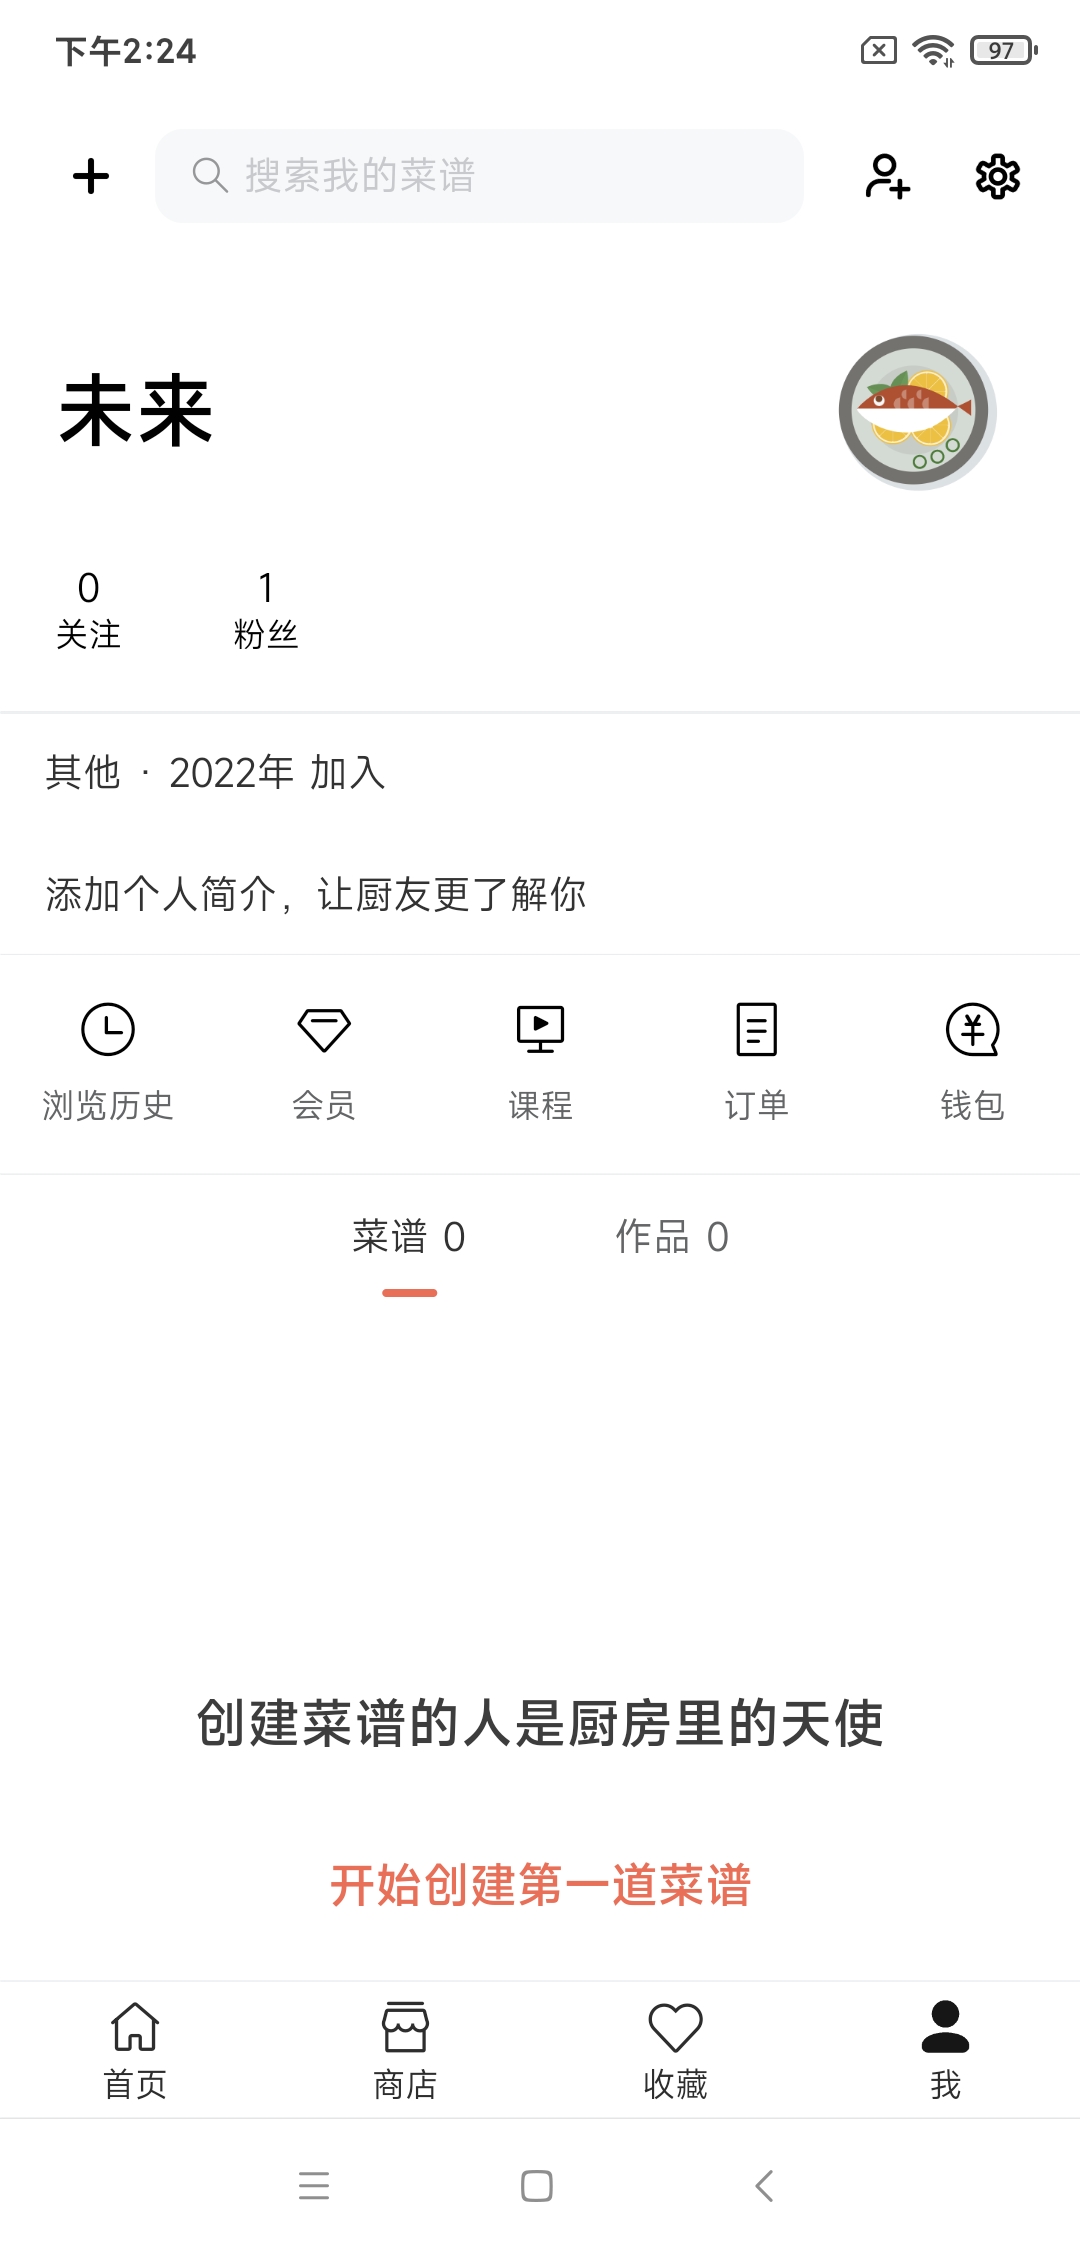 下午2:24
97
搜索我的菜谱
未来
0
关注
1
粉丝
其他 · 2022年 加入
添加个人简介，让厨友更了解你
浏览历史
会员
课程
订单
钱包
菜谱 0
作品 0
创建菜谱的人是厨房里的天使
开始创建第一道菜谱
首页
商店
收藏
我